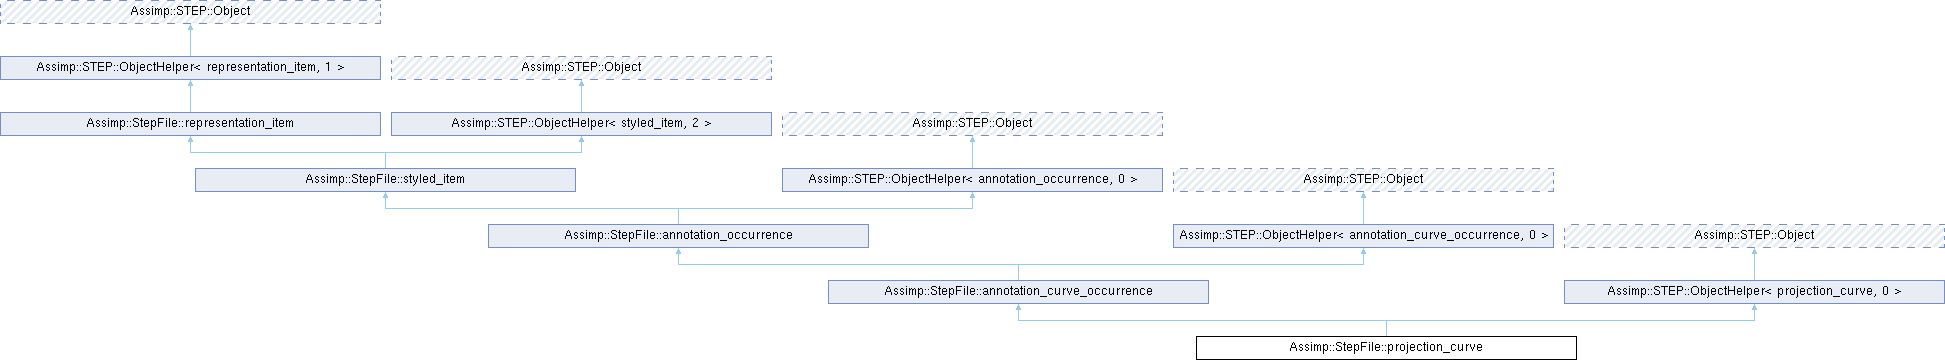 Assimp::STEP::Object
Assimp::STEP::ObjectHelper< representation_item, 1 >
Assimp::STEP::Object
Assimp::StepFile::representation_item
Assimp::STEP::ObjectHelper< styled_item, 2 >
Assimp::STEP::Object
Assimp::StepFile::styled_item
Assimp::STEP::ObjectHelper< annotation_occurrence, 0 >
Assimp::STEP::Object
Assimp::StepFile::annotation_occurrence
Assimp::STEP::ObjectHelper< annotation_curve_occurrence, 0 >
Assimp::STEP::Object
Assimp::StepFile::annotation_curve_occurrence
Assimp::STEP::ObjectHelper< projection_curve, 0 >
Assimp::StepFile::projection_curve